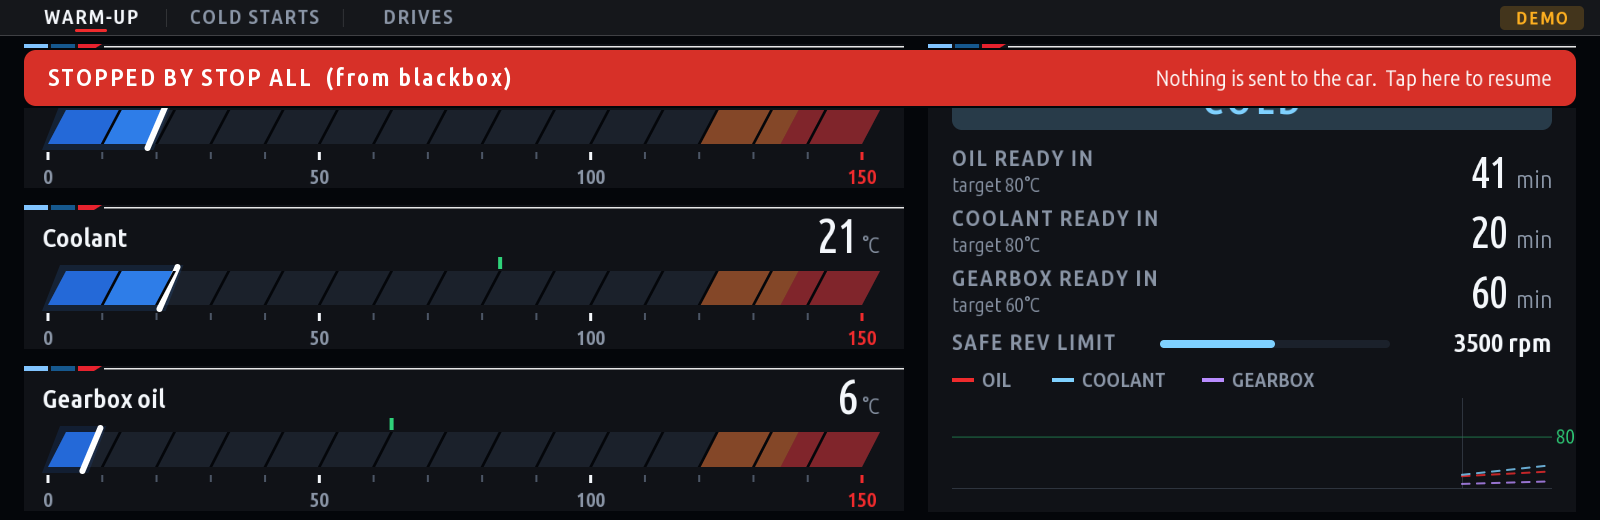 WARM-UP COLD STARTS DRIVES DEMO
STOPPED BY STOP ALL (from blackbox) Nothing is sent to the car. Tap here to resume
0 50 100 150
Coolant 21 °C
0 50 100 150
Gearbox oil 6 °C
0 50 100 150
COLD
OIL READY IN 41 min
target 80°C
COOLANT READY IN 20 min
target 80°C
GEARBOX READY IN 60 min
target 60°C
SAFE REV LIMIT 3500 rpm
OIL COOLANT GEARBOX
80